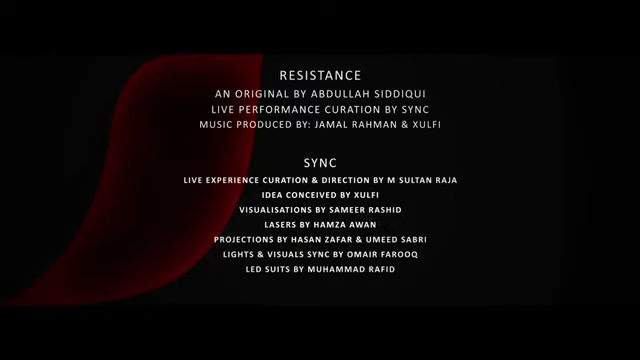 RESISTANCE
AN ORIGINAL BY ABDULLAH SIDDIQUI
LIVE PERFORMANCE CURATION BY SYNC
MUSIC PRODUCED BY: JAMAL RAHMAN & XULFI
SYNC
LIVE EXPERIENCE CURATION & DIRECTION BY M SULTAN RAJA
IDEA CONCEIVED BY XULFI
VISUALISATIONS BY SAMEER RASHID
LASERS BY HAMZA AWAN
PROJECTIONS BY HASAN ZAFAR & UMEED SABRI
LIGHTS & VISUALS SYNC BY OMAIR FAROOQ
LED SUITS BY MUHAMMAD RAFID